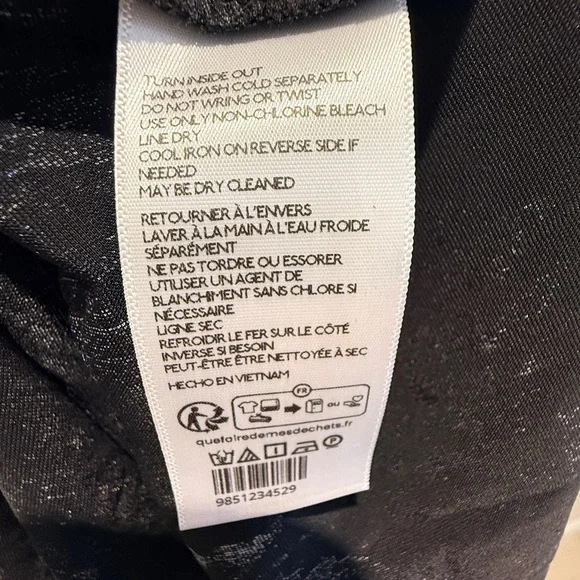 TURN INSIDE OUT
HAND WASH COLD SEPARATELY
DO NOT WRING OR TWIST
USE ONLY NON-CHLORINE BLEACH
LINE DRY
COOL IRON ON REVERSE SIDE IF
NEEDED
MAY BE DRY CLEANED
RETOURNER À L'ENVERS
LAVER À LA MAIN À L'EAU FROIDE
SÉPARÉMENT
NE PAS TORDRE OU ESSORER
UTILISER UN AGENT DE
BLANCHIMENT SANS CHLORE SI
NÉCESSAIRE
LIGNE SEC
REFROIDIR LE FER SUR LE CÔTÉ
INVERSE SI BESOIN
PEUT-ÊTRE ÊTRE NETTOYÉE À SEC
HECHO EN VIETNAM
FR
OU
quefairedemesdechets.fr
P
9851234529